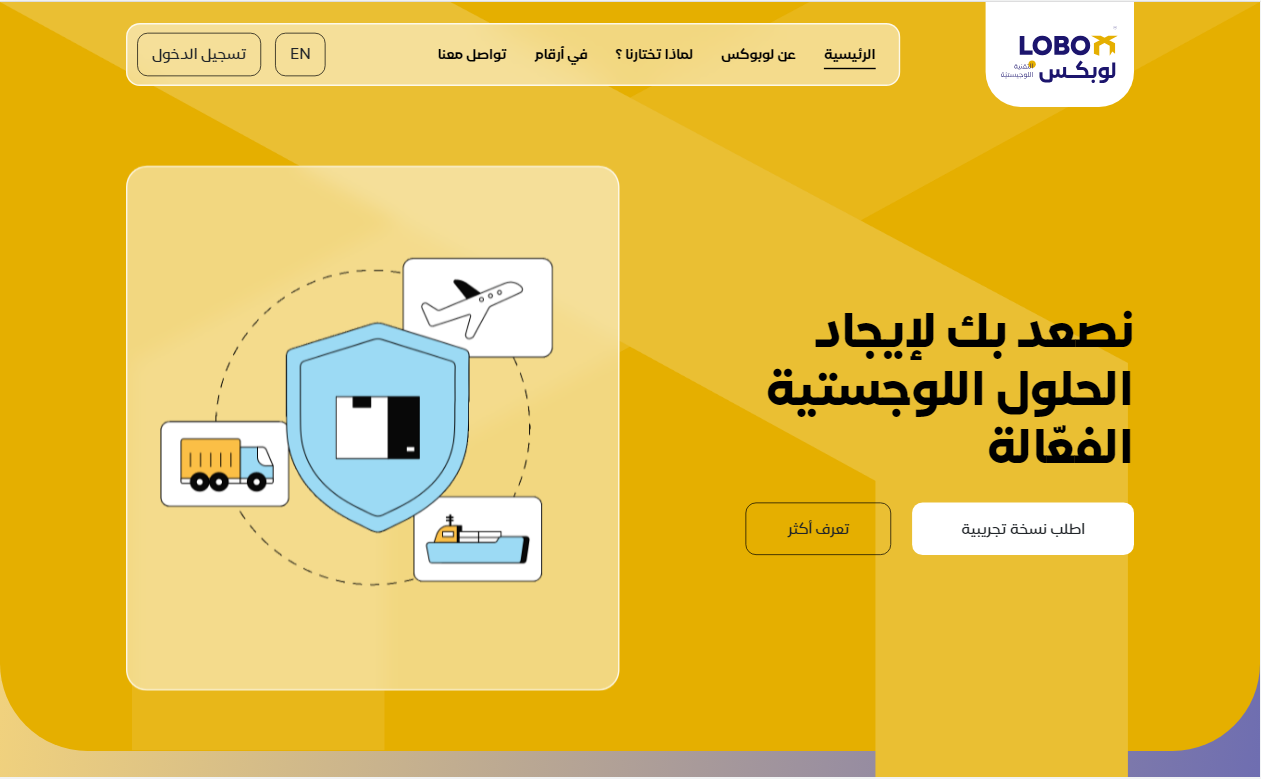 LOBOX
لوبكس
التقنية
اللوجيستية
الرئيسية
عن لوبوكس
لماذا تختارنا ؟
في أرقام
تواصل معنا
EN
تسجيل الدخول
نصعد بك لإيجاد
الحلول اللوجستية
الفعّالة
اطلب نسخة تجريبية
تعرف أكثر